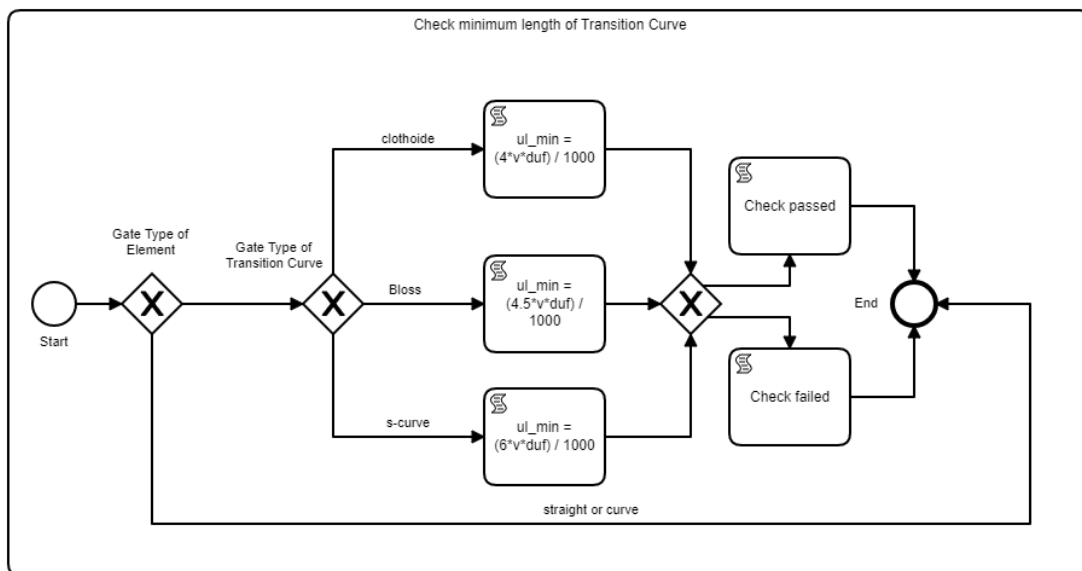 Check minimum length of Transition Curve
clothoide
ul_min =
(4*v*duf) / 1000
Check passed
Gate Type of
Element
Gate Type of
Transition Curve
X
X
Bloss
ul_min =
(4.5*v*duf) /
1000
X
End
Start
Check failed
s-curve
ul_min =
(6*v*duf) / 1000
straight or curve